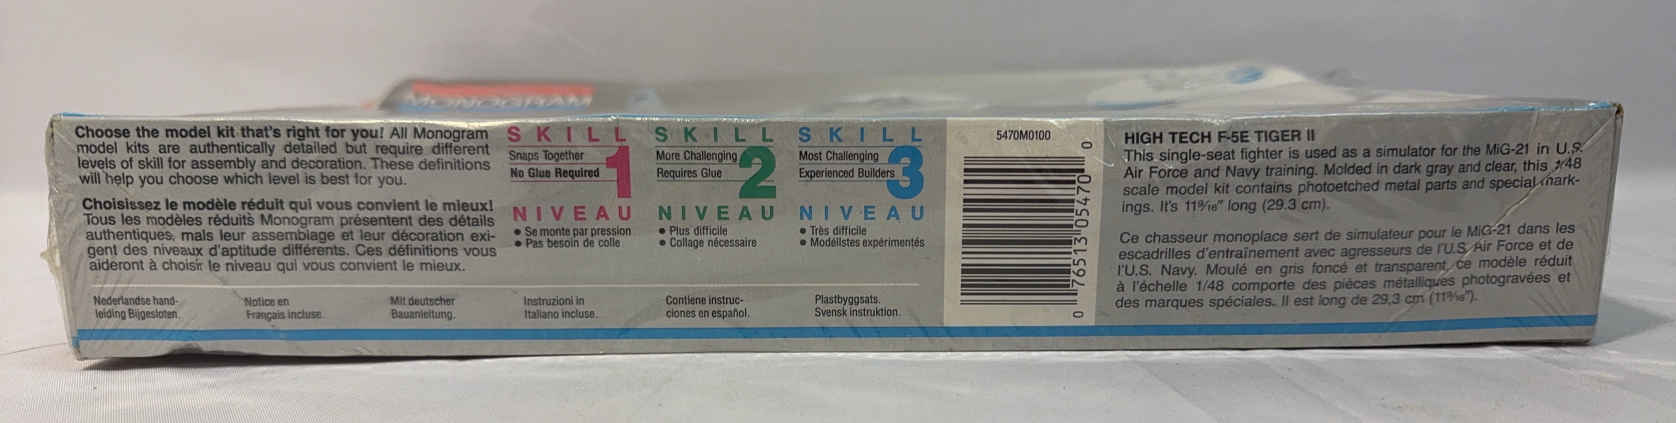 MONOGRAM
Choose the model kit that's right for you! All Monogram
model kits are authentically detailed but require different
levels of skill for assembly and decoration. These definitions
will help you choose which level is best for you.
Choisissez le modèle réduit qui vous convient le mieux!
Tous les modèles réduits Monogram présentent des détails
authentiques, mais leur assemblage et leur décoration exi-
gent des niveaux d'aptitude différents. Ces définitions vous
aideront à choisir le niveau qui vous convient le mieux.
SKILL
Snaps Together
No Glue Required
1
NIVEAU
• Se monte par pression
• Pas besoin de colle
SKILL
More Challenging
Requires Glue
2
NIVEAU
• Plus difficile
• Collage nécessaire
SKILL
Most Challenging
Experienced Builders
3
NIVEAU
• Très difficile
• Modélistes expérimentés
Nederlandse hand-
leiding Bijgesloten.
Notice en
Français incluse.
Mit deutscher
Bauanleitung.
Instruzioni in
Italiano incluse.
Contiene instruc-
ciones en español.
Plastbyggsats.
Svensk instruktion.
5470M0100
0 76513 05470 0
HIGH TECH F-5E TIGER II
This single-seat fighter is used as a simulator for the MiG-21 in U.S.
Air Force and Navy training. Molded in dark gray and clear, this 1/48
scale model kit contains photoetched metal parts and special mark-
ings. It's 11 9/16" long (29.3 cm).
Ce chasseur monoplace sert de simulateur pour le MiG-21 dans les
escadrilles d'entraînement avec agresseurs de l'U.S. Air Force et de
l'U.S. Navy. Moulé en gris foncé et transparent, ce modèle réduit
à l'échelle 1/48 comporte des pièces métalliques photogravées et
des marques spéciales. Il est long de 29,3 cm (11 9/16").